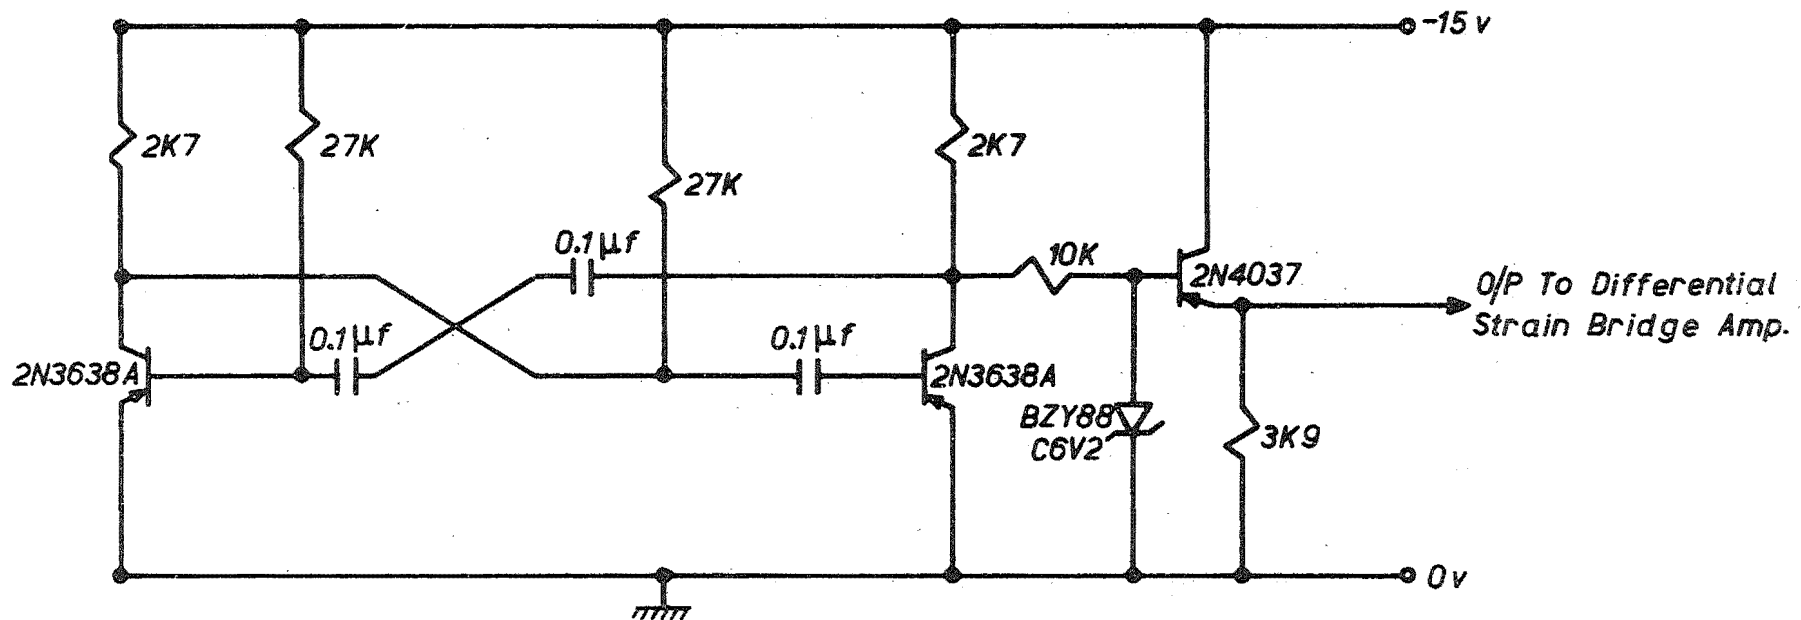 -15 v
2K7
27K
27K
2K7
0.1 μf
10K
2N4037
O/P To Differential
Strain Bridge Amp.
0.1 μf
0.1 μf
2N3638A
2N3638A
BZY88
C6V2
3K9
0 v